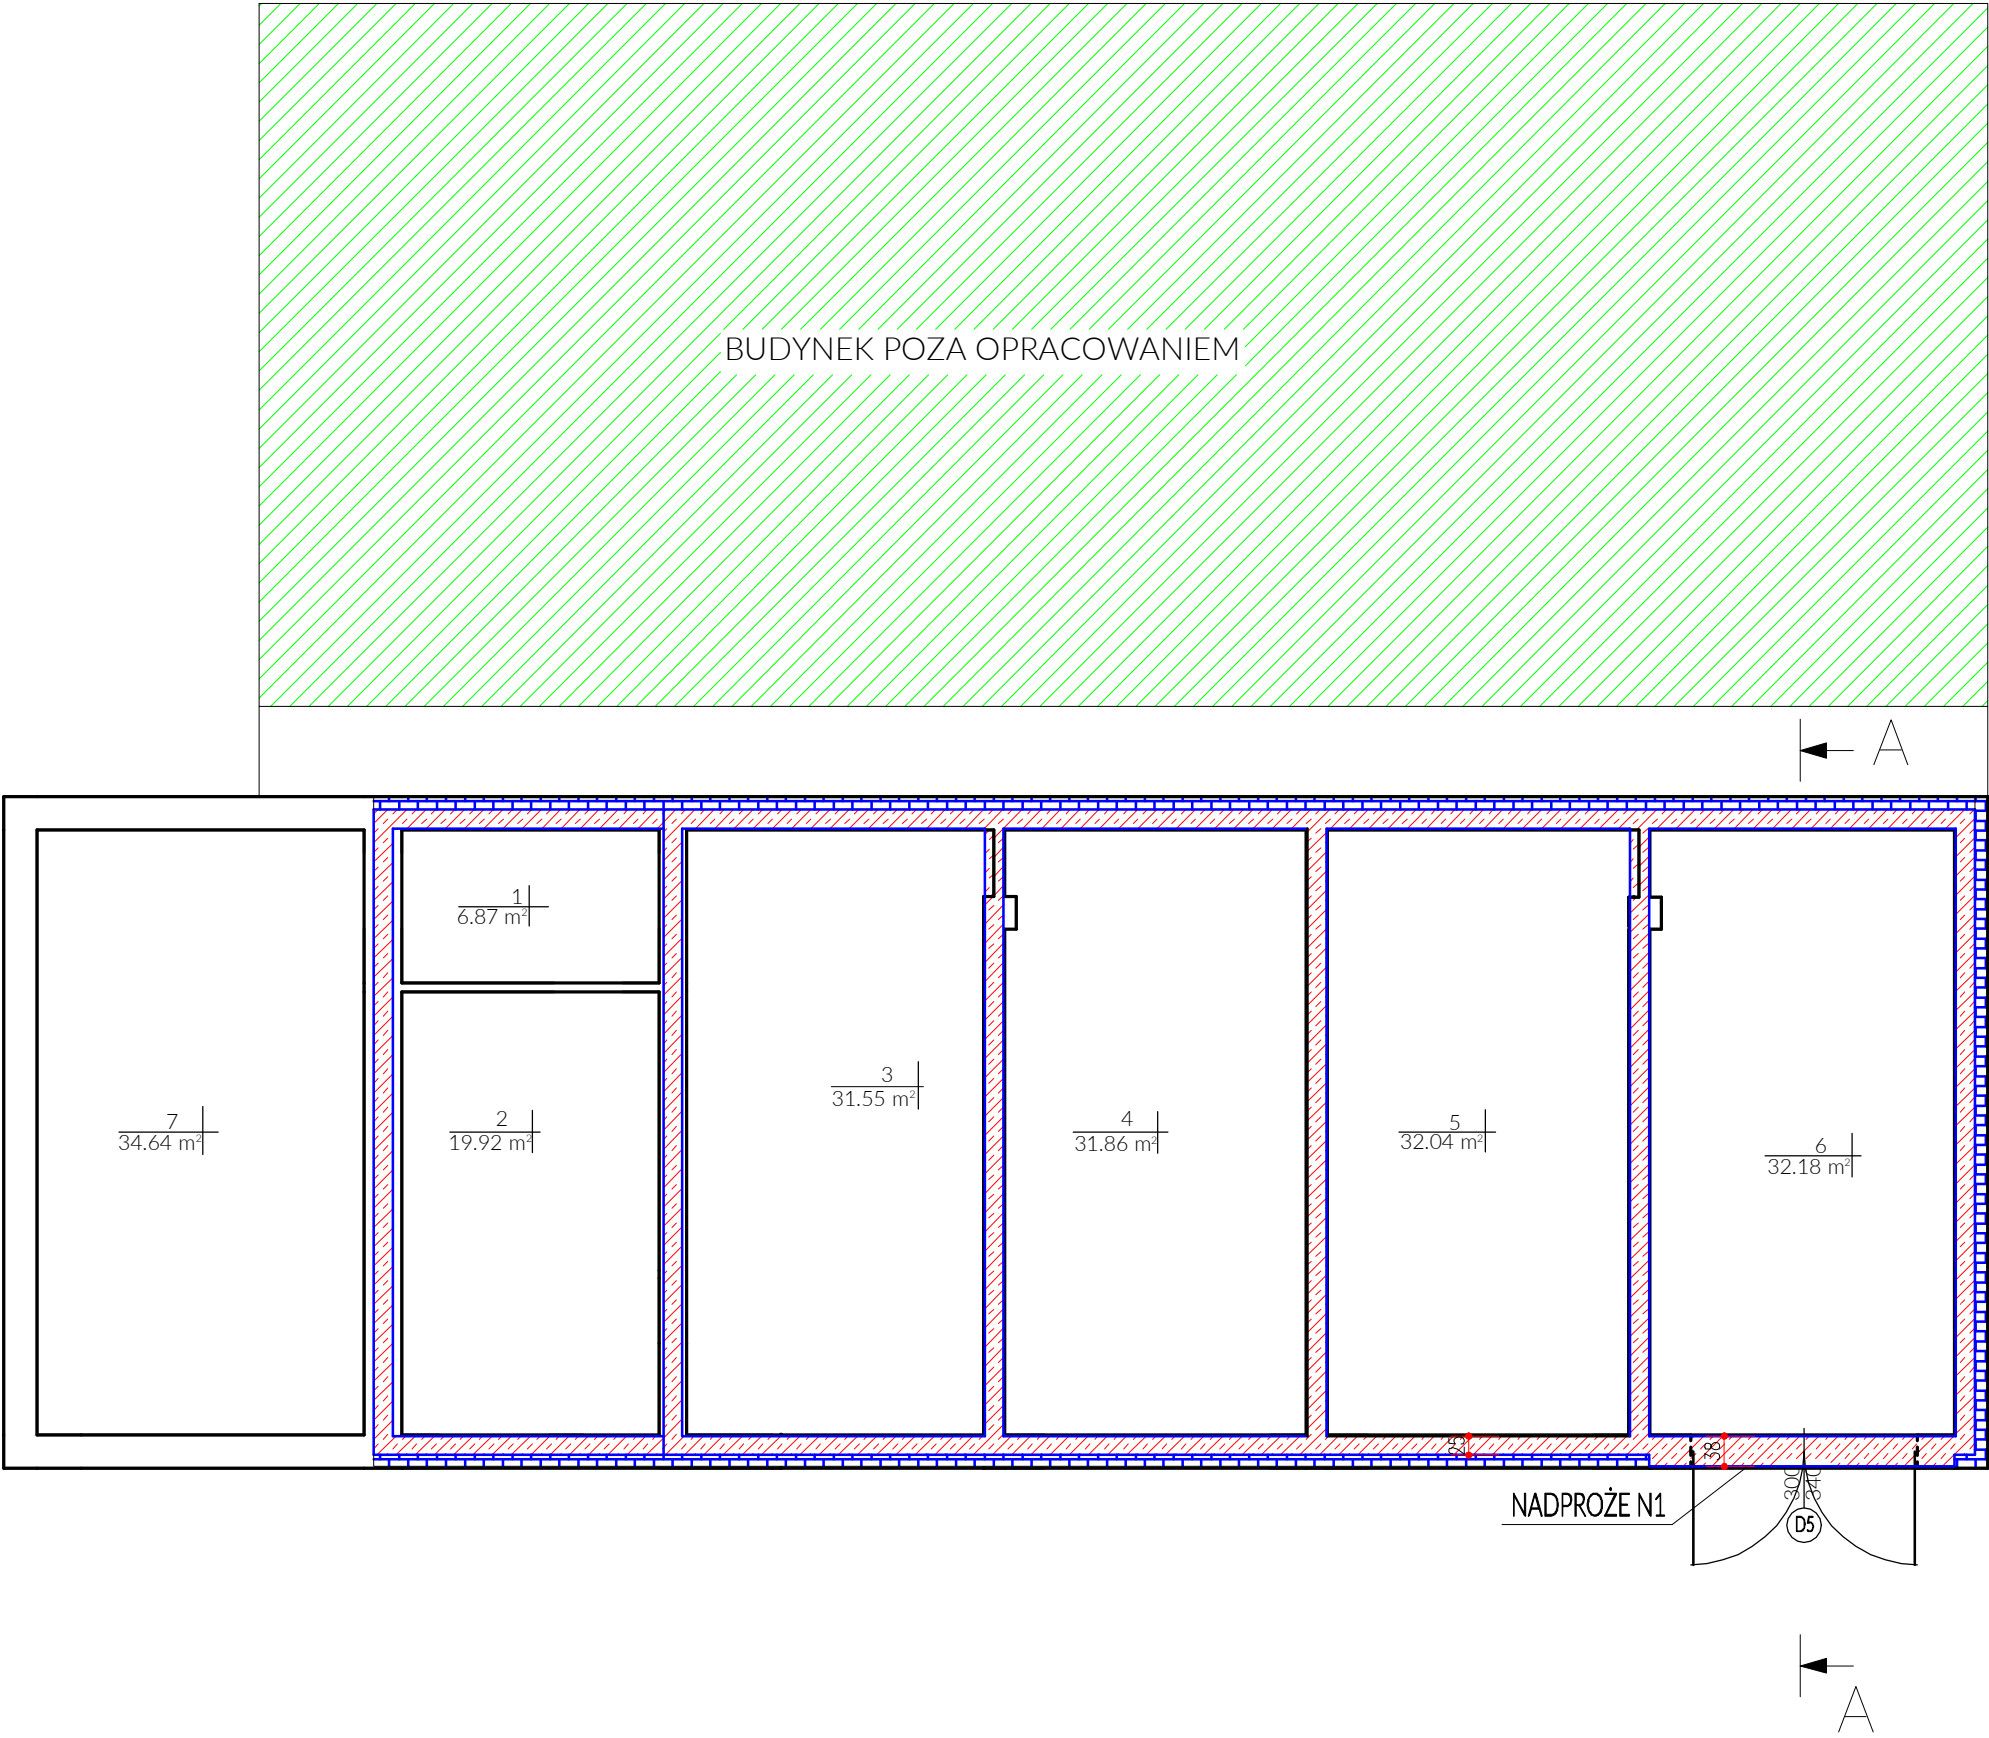 BUDYNEK POZA OPRACOWANIEM
A
1
6.87 m²
3
31.55 m²
7
34.64 m²
2
19.92 m²
4
31.86 m²
5
32.04 m²
6
32.18 m²
25
38
300
340
NADPROŻE N1
D5
A